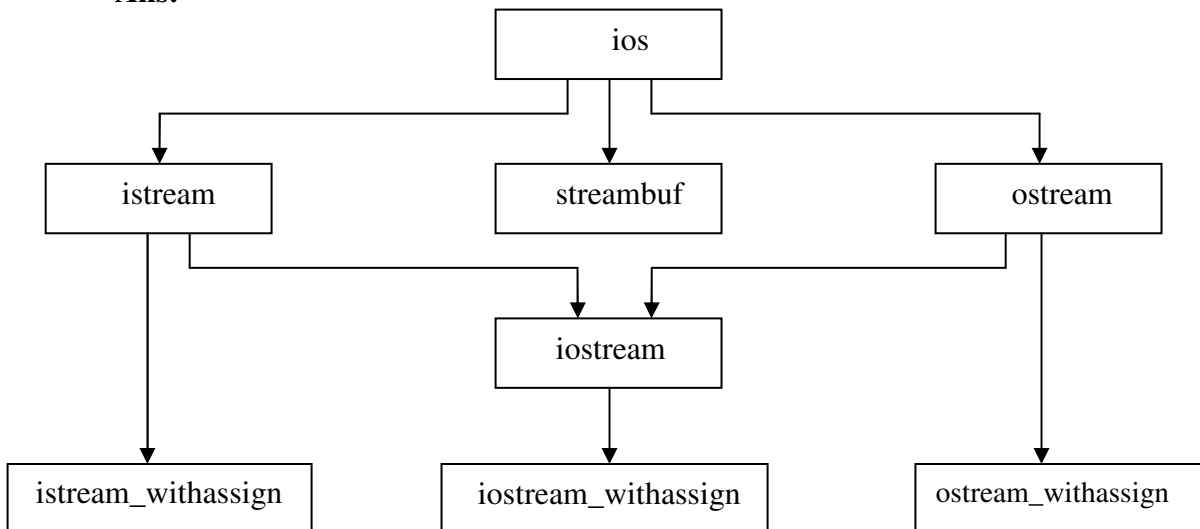 Ans:
ios
istream
streambuf
ostream
iostream
istream_withassign
iostream_withassign
ostream_withassign